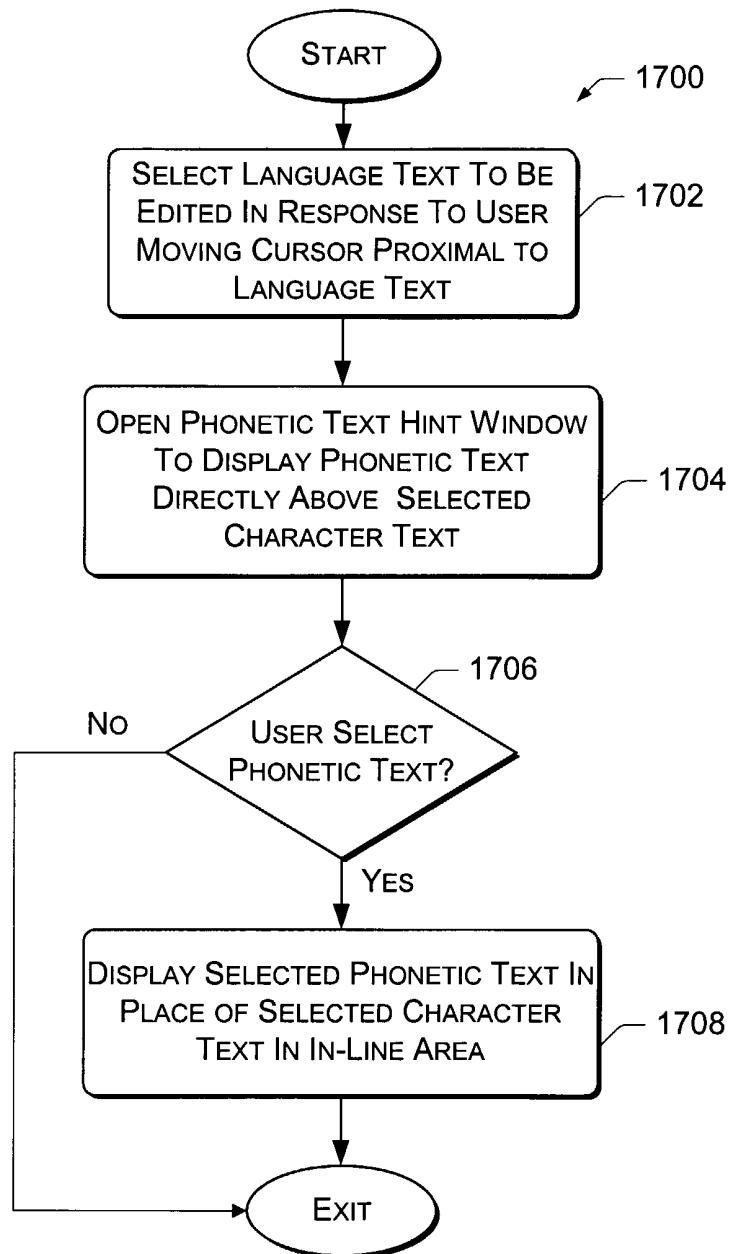 START
1700
SELECT LANGUAGE TEXT TO BE
EDITED IN RESPONSE TO USER
MOVING CURSOR PROXIMAL TO
LANGUAGE TEXT
1702
OPEN PHONETIC TEXT HINT WINDOW
TO DISPLAY PHONETIC TEXT
DIRECTLY ABOVE SELECTED
CHARACTER TEXT
1704
1706
NO
USER SELECT
PHONETIC TEXT?
YES
DISPLAY SELECTED PHONETIC TEXT IN
PLACE OF SELECTED CHARACTER
TEXT IN IN-LINE AREA
1708
EXIT